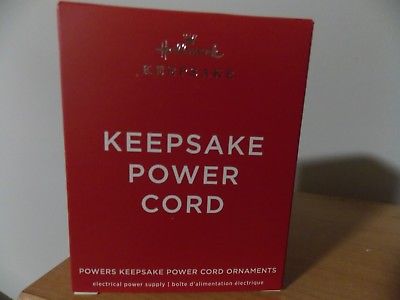 Hallmark
KEEPSAKE
KEEPSAKE
POWER
CORD
POWERS KEEPSAKE POWER CORD ORNAMENTS
electrical power supply | boîte d'alimentation électrique